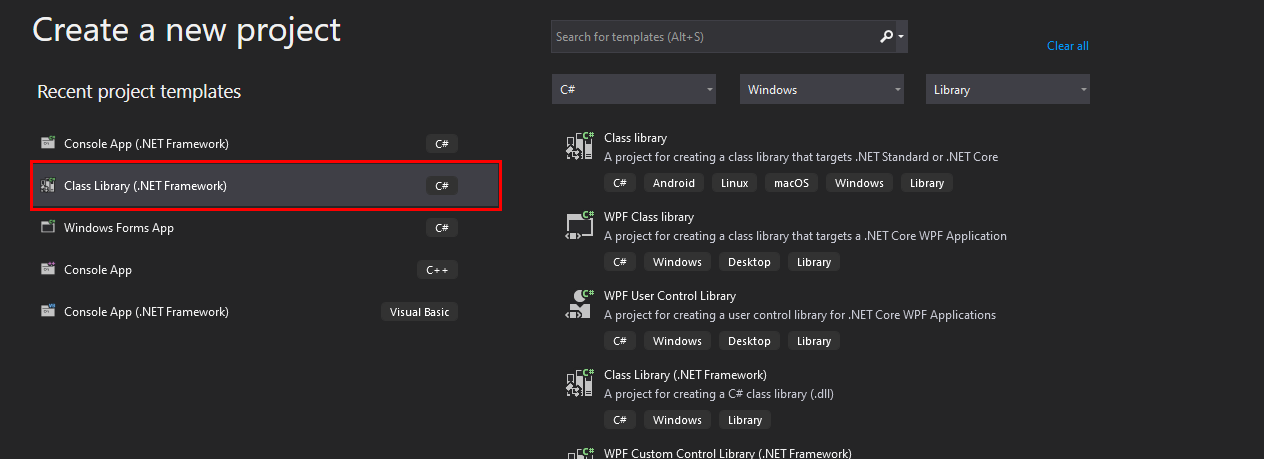 Create a new project
Search for templates (Alt+S)
Clear all
Recent project templates
C#
Windows
Library
Console App (.NET Framework)
C#
Class Library (.NET Framework)
C#
Windows Forms App
C#
Console App
C++
Console App (.NET Framework)
Visual Basic
Class library
A project for creating a class library that targets .NET Standard or .NET Core
C# Android Linux macOS Windows Library
WPF Class library
A project for creating a class library that targets a .NET Core WPF Application
C# Windows Desktop Library
WPF User Control Library
A project for creating a user control library for .NET Core WPF Applications
C# Windows Desktop Library
Class Library (.NET Framework)
A project for creating a C# class library (.dll)
C# Windows Library
WPF Custom Control Library (.NET Framework)